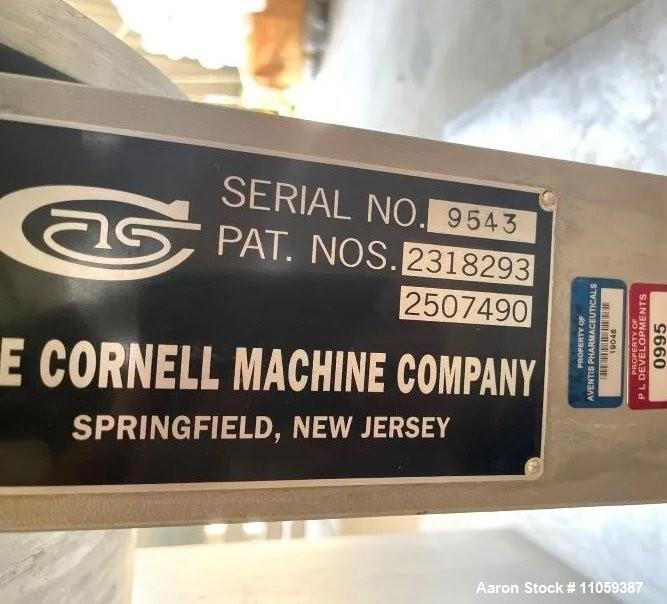 SERIAL NO. 9543
PAT. NOS. 2318293
2507490
E CORNELL MACHINE COMPANY
SPRINGFIELD, NEW JERSEY
PROPERTY OF
AVENTIS PHARMACEUTICALS
19048
PROPERTY OF
P L DEVELOPMENTS
0995
Aaron Stock # 11059387